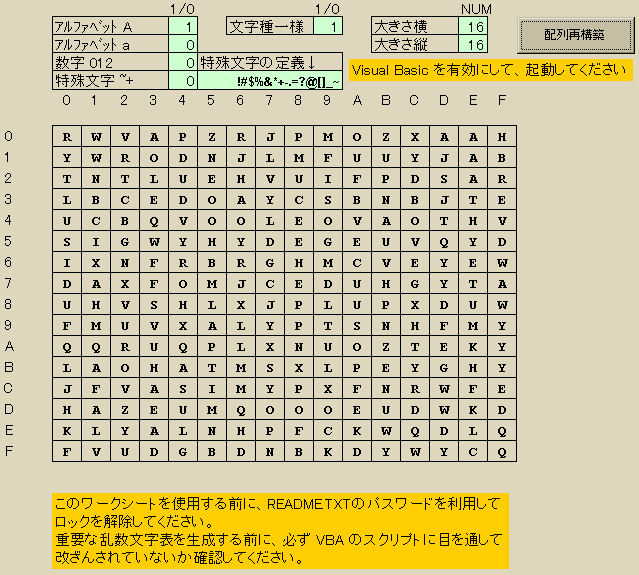 1/0 1/0 NUM
アルファベット A 1 文字種一様 1 大きさ横 16 配列再構築
アルファベット a 0 大きさ縦 16
数字 012 0 特殊文字の定義↓
特殊文字 ~+ 0 !#$%&*+-.=?@[]_~ Visual Basic を有効にして、起動してください
0 1 2 3 4 5 6 7 8 9 A B C D E F
0 R W V A P Z R J P M O Z X A A H
1 Y W R O D N J L M F U U Y J A B
2 T N T L U E H V U I F P D S A R
3 L B C E D O A Y C S B N B J T E
4 U C B Q V O O L E O V A O T H V
5 S I G W Y H Y D E G E U V Q Y D
6 I X N F R B R G H M C V E Y E W
7 D A X F O M J C E D U H G Y T A
8 U H V S H L X J P L U P X D U W
9 F M U V X A L Y P T S N H F M Y
A Q Q R U Q P L X N U O Z T E K Y
B L A O H A T M S X L P E Y G H Y
C J F V A S I M Y P X F N R W F E
D H A Z E U M Q O O O E U D W K D
E K L Y A L N H P F C K W Q D L Q
F F V U D G B D N B K D Y W Y C Q
このワークシートを使用する前に、READMETXTのパスワードを利用して
ロックを解除してください。
重要な乱数文字表を生成する前に、必ず VBA のスクリプトに目を通して
改ざんされていないか確認してください。